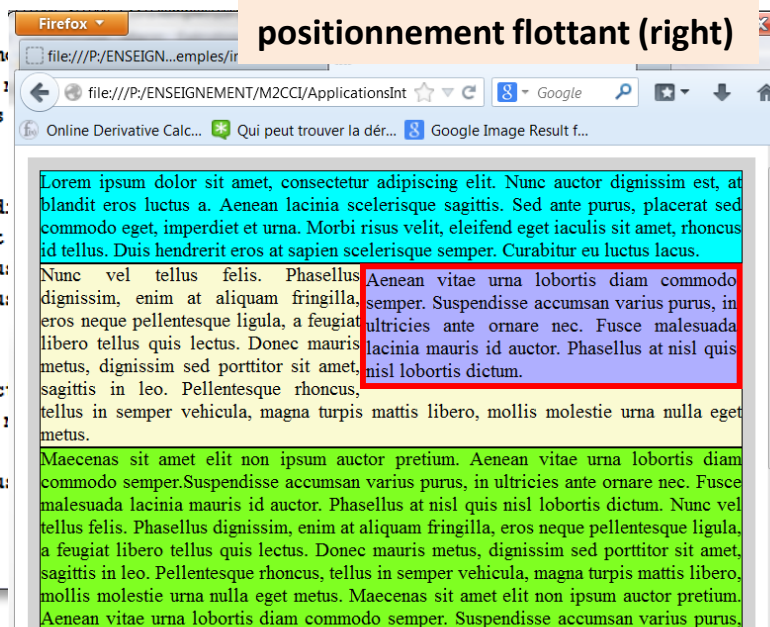 positionnement flottant (right)
Firefox
file:///P:/ENSEIGN...emples/ir
file:///P:/ENSEIGNEMENT/M2CCI/ApplicationsInt
Google
Online Derivative Calc... Qui peut trouver la dér... Google Image Result f...
Lorem ipsum dolor sit amet, consectetur adipiscing elit. Nunc auctor dignissim est, at
blandit eros luctus a. Aenean lacinia scelerisque sagittis. Sed ante purus, placerat sed
commodo eget, imperdiet et urna. Morbi risus velit, eleifend eget iaculis sit amet, rhoncus
id tellus. Duis hendrerit eros at sapien scelerisque semper. Curabitur eu luctus lacus.
Nunc vel tellus felis. Phasellus
dignissim, enim at aliquam fringilla,
eros neque pellentesque ligula, a feugiat
libero tellus quis lectus. Donec mauris
metus, dignissim sed porttitor sit amet,
sagittis in leo. Pellentesque rhoncus,
tellus in semper vehicula, magna turpis mattis libero, mollis molestie urna nulla eget
metus.
Aenean vitae urna lobortis diam commodo
semper. Suspendisse accumsan varius purus, in
ultricies ante ornare nec. Fusce malesuada
lacinia mauris id auctor. Phasellus at nisl quis
nisl lobortis dictum.
Maecenas sit amet elit non ipsum auctor pretium. Aenean vitae urna lobortis diam
commodo semper.Suspendisse accumsan varius purus, in ultricies ante ornare nec. Fusce
malesuada lacinia mauris id auctor. Phasellus at nisl quis nisl lobortis dictum. Nunc vel
tellus felis. Phasellus dignissim, enim at aliquam fringilla, eros neque pellentesque ligula,
a feugiat libero tellus quis lectus. Donec mauris metus, dignissim sed porttitor sit amet,
sagittis in leo. Pellentesque rhoncus, tellus in semper vehicula, magna turpis mattis libero,
mollis molestie urna nulla eget metus. Maecenas sit amet elit non ipsum auctor pretium.
Aenean vitae urna lobortis diam commodo semper. Suspendisse accumsan varius purus,